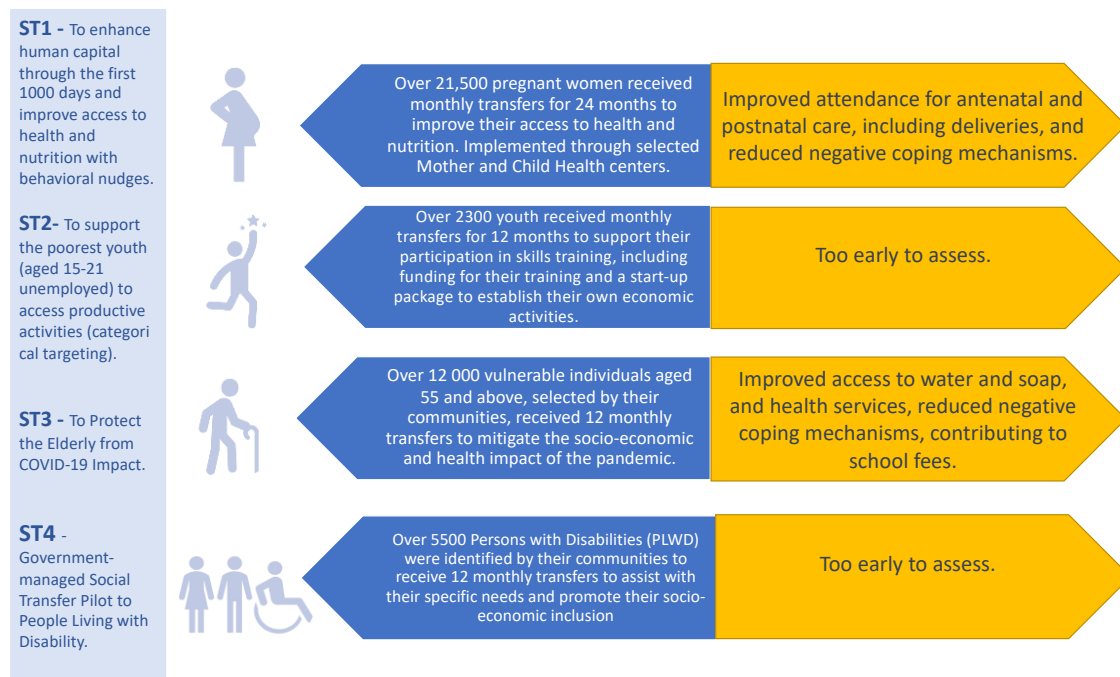 ST1 - To enhance
human capital
through the first
1000 days and
improve access to
health and
nutrition with
behavioral nudges.
Over 21,500 pregnant women received
monthly transfers for 24 months to
improve their access to health and
nutrition. Implemented through selected
Mother and Child Health centers.
Improved attendance for antenatal and
postnatal care, including deliveries, and
reduced negative coping mechanisms.
ST2- To support
the poorest youth
(aged 15-21
unemployed) to
access productive
activities (categori
cal targeting).
Over 2300 youth received monthly
transfers for 12 months to support their
participation in skills training, including
funding for their training and a start-up
package to establish their own economic
activities.
Too early to assess.
ST3 - To Protect
the Elderly from
COVID-19 Impact.
Over 12 000 vulnerable individuals aged
55 and above, selected by their
communities, received 12 monthly
transfers to mitigate the socio-economic
and health impact of the pandemic.
Improved access to water and soap,
and health services, reduced negative
coping mechanisms, contributing to
school fees.
ST4 -
Government-
managed Social
Transfer Pilot to
People Living with
Disability.
Over 5500 Persons with Disabilities (PLWD)
were identified by their communities to
receive 12 monthly transfers to assist with
their specific needs and promote their socio-
economic inclusion
Too early to assess.